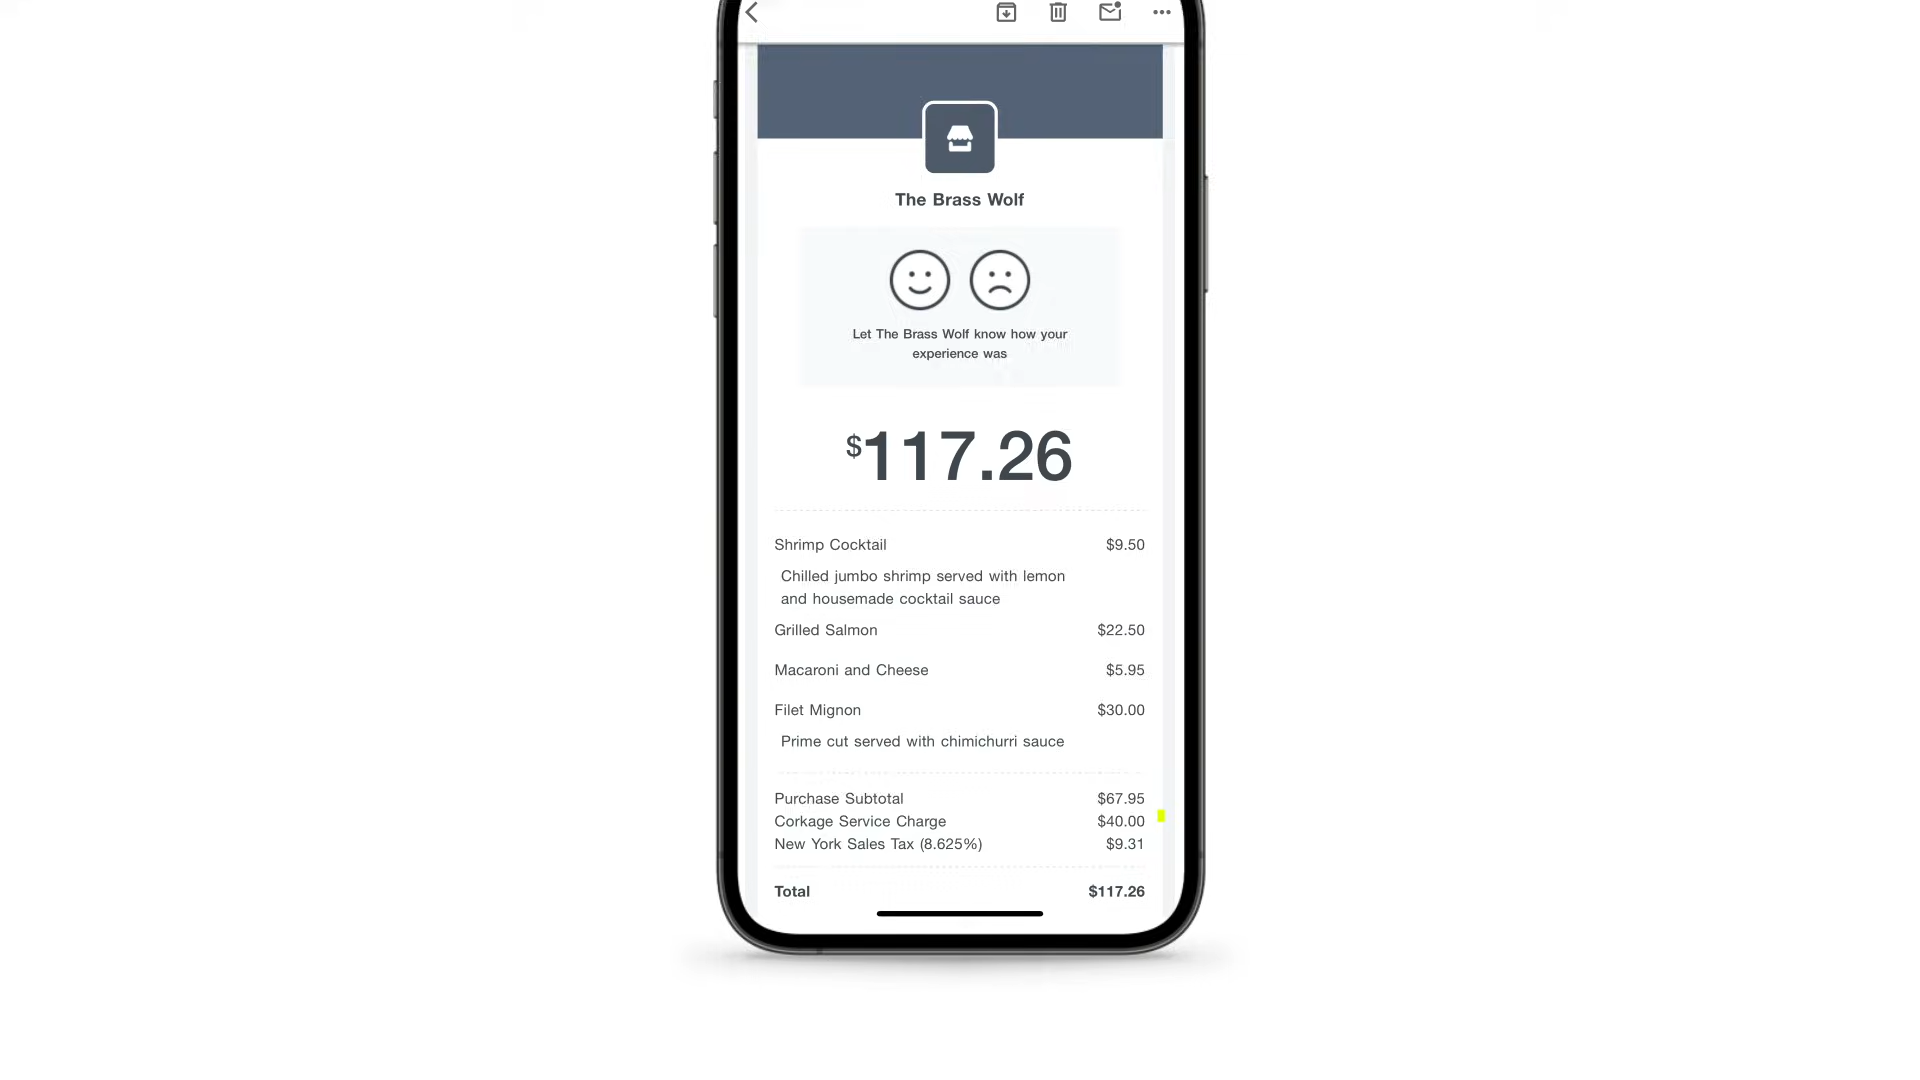 The Brass Wolf
Let The Brass Wolf know how your
experience was
$117.26
Shrimp Cocktail $9.50
Chilled jumbo shrimp served with lemon
and housemade cocktail sauce
Grilled Salmon $22.50
Macaroni and Cheese $5.95
Filet Mignon $30.00
Prime cut served with chimichurri sauce
Purchase Subtotal $67.95
Corkage Service Charge $40.00
New York Sales Tax (8.625%) $9.31
Total $117.26